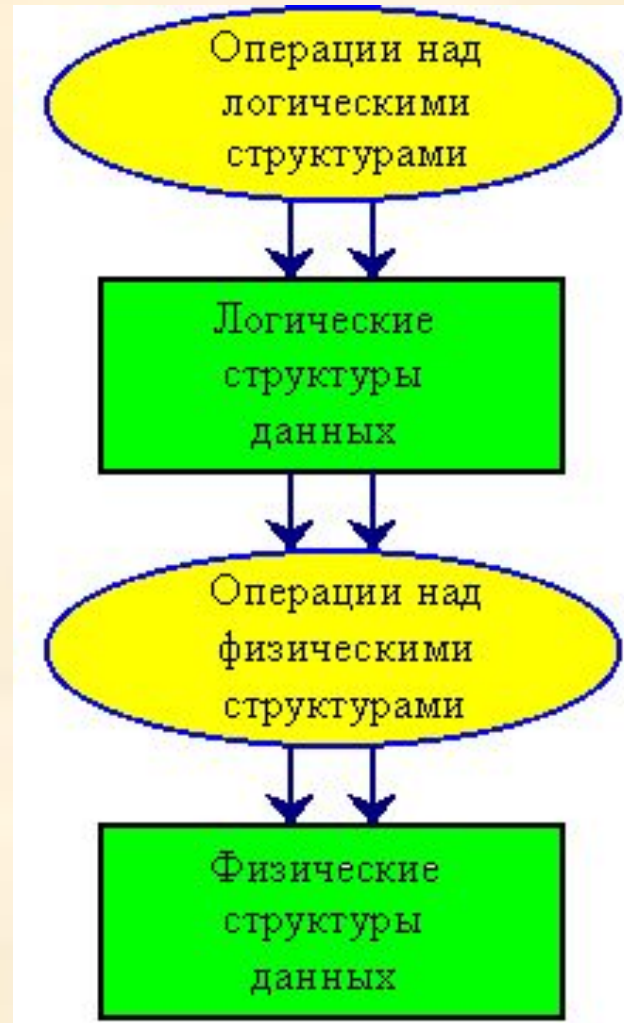 Операции над
логическими
структурами
Логические
структуры
данных
Операции над
физическими
структурами
Физические
структуры
данных